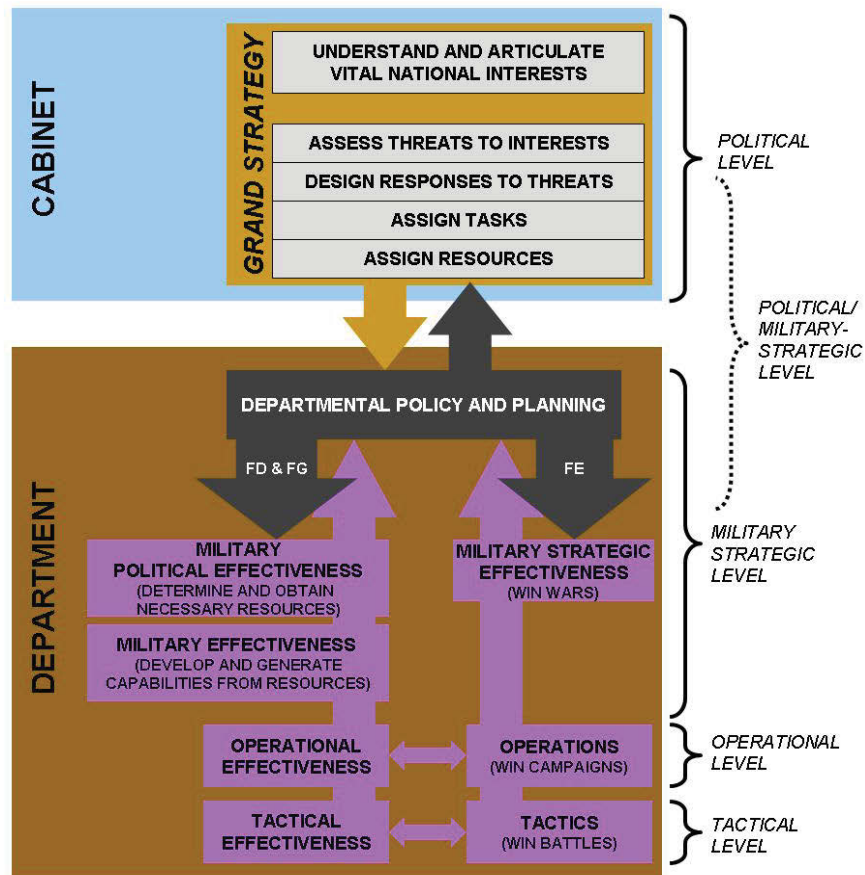 CABINET
GRAND STRATEGY
UNDERSTAND AND ARTICULATE
VITAL NATIONAL INTERESTS
ASSESS THREATS TO INTERESTS
DESIGN RESPONSES TO THREATS
ASSIGN TASKS
ASSIGN RESOURCES
POLITICAL
LEVEL
POLITICAL/
MILITARY-
STRATEGIC
LEVEL
DEPARTMENT
DEPARTMENTAL POLICY AND PLANNING
FD & FG
FE
MILITARY
POLITICAL EFFECTIVENESS
(DETERMINE AND OBTAIN
NECESSARY RESOURCES)
MILITARY STRATEGIC
EFFECTIVENESS
(WIN WARS)
MILITARY EFFECTIVENESS
(DEVELOP AND GENERATE
CAPABILITIES FROM RESOURCES)
MILITARY
STRATEGIC
LEVEL
OPERATIONAL
EFFECTIVENESS
OPERATIONS
(WIN CAMPAIGNS)
OPERATIONAL
LEVEL
TACTICAL
EFFECTIVENESS
TACTICS
(WIN BATTLES)
TACTICAL
LEVEL